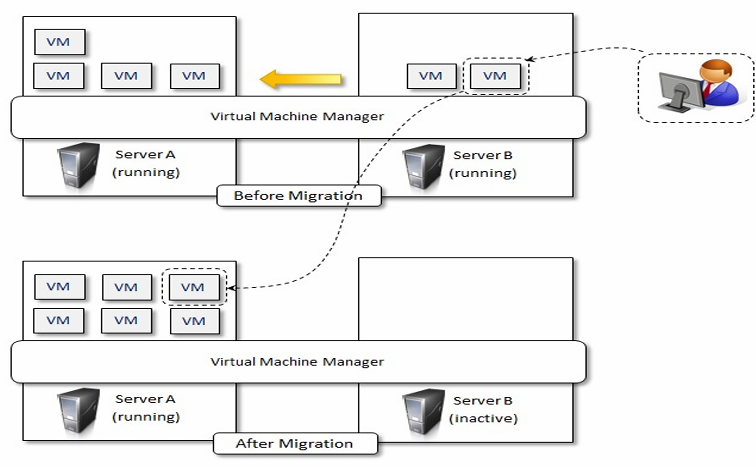 VM
VM VM VM
VM VM
Virtual Machine Manager
Server A
(running)
Server B
(running)
Before Migration
VM VM VM
VM VM VM
Virtual Machine Manager
Server A
(running)
Server B
(inactive)
After Migration